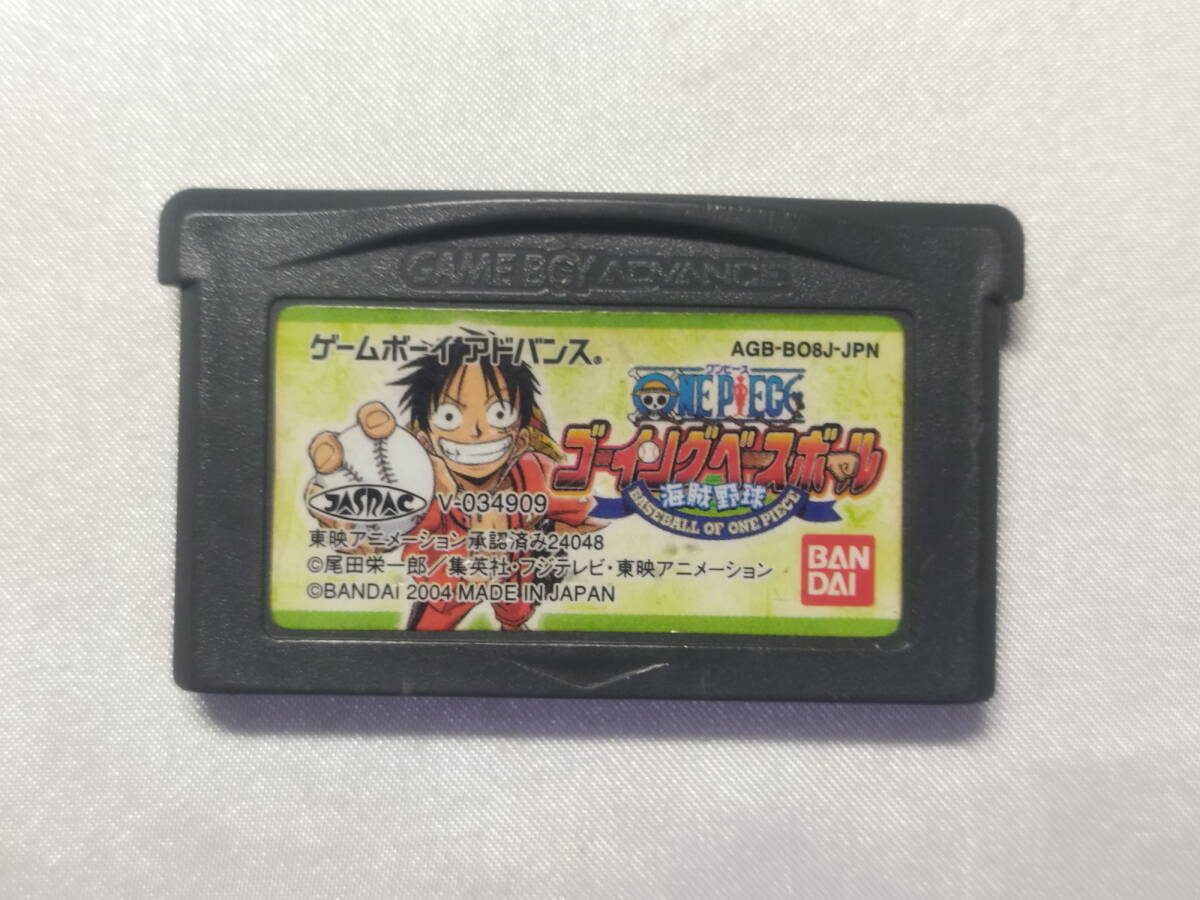 GAME BOY ADVANCE
ゲームボーイ アドバンス®
AGB-BO8J-JPN
ワンピース
ONE PIECE
ゴーイングベースボール
海賊野球
BASEBALL OF ONE PIECE
JASRAC
V-034909
東映アニメーション承認済み24048
©尾田栄一郎／集英社・フジテレビ・東映アニメーション
©BANDAI 2004 MADE IN JAPAN
BAN
DAI